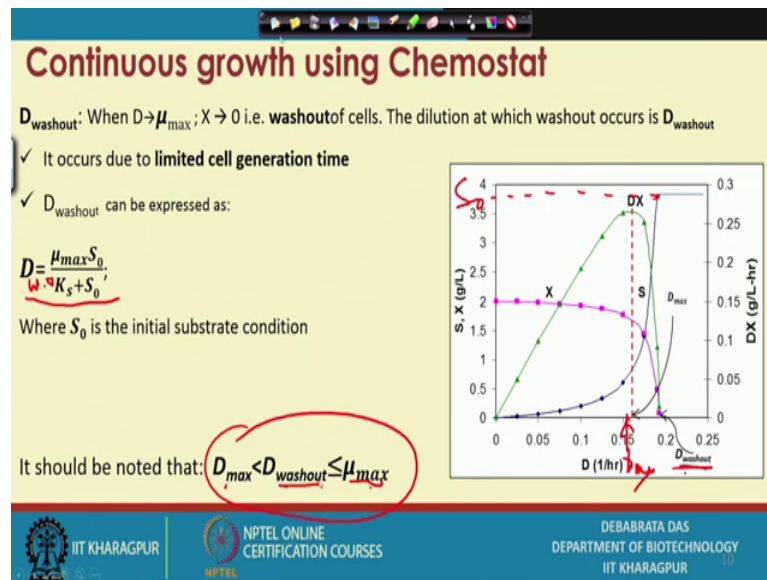 Continuous growth using Chemostat
D washout: When D→μmax ; X → 0 i.e. washoutof cells. The dilution at which washout occurs is D washout
✓ It occurs due to limited cell generation time
✓ D washout can be expressed as:
D = μmax S0 / Ks + S0 ;
W.O
Where S0 is the initial substrate condition
It should be noted that: Dmax<Dwashout≤μmax
S0
4
3.5
3
2.5
2
1.5
1
0.5
0
S, X (g/L)
DX
X
S
Dmax
Dwashout
0.3
0.25
0.2
0.15
0.1
0.05
0
DX (g/L-hr)
0 0.05 0.1 0.15 0.2 0.25
D (1/hr)
IIT KHARAGPUR
NPTEL
NPTEL ONLINE
CERTIFICATION COURSES
DEBABRATA DAS
DEPARTMENT OF BIOTECHNOLOGY
IIT KHARAGPUR
10